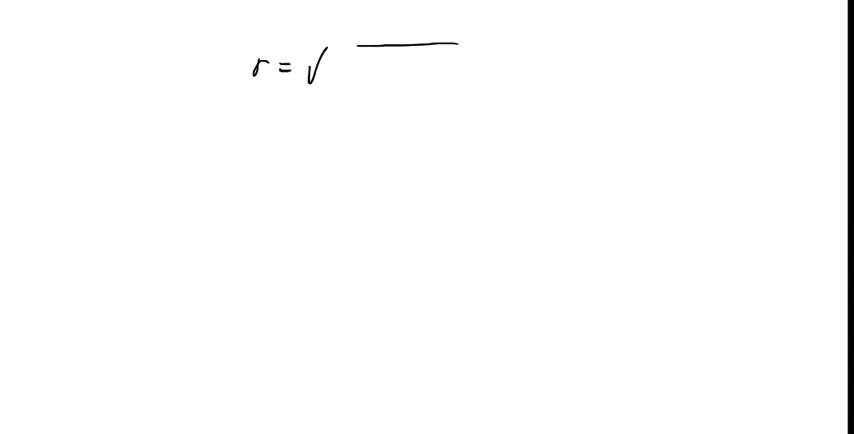 r = √